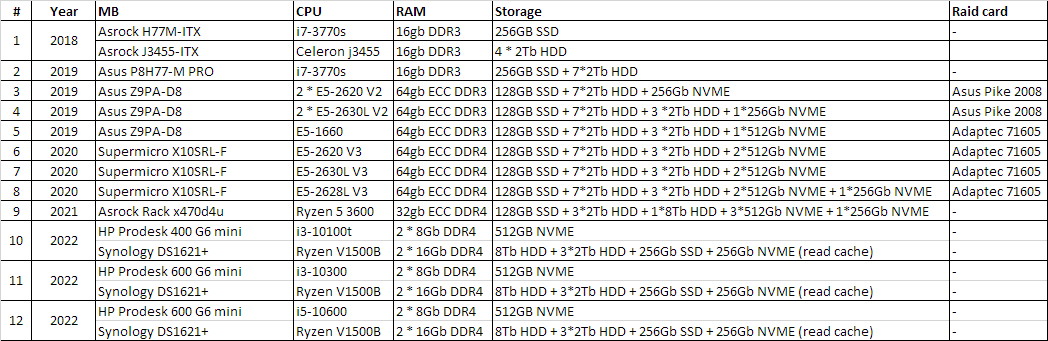 # Year MB CPU RAM Storage Raid card
1 2018 Asrock H77M-ITX i7-3770s 16gb DDR3 256GB SSD -
Asrock J3455-ITX Celeron j3455 16gb DDR3 4 * 2Tb HDD
2 2019 Asus P8H77-M PRO i7-3770s 16gb DDR3 256GB SSD + 7*2Tb HDD -
3 2019 Asus Z9PA-D8 2 * E5-2620 V2 64gb ECC DDR3 128GB SSD + 7*2Tb HDD + 256Gb NVME Asus Pike 2008
4 2019 Asus Z9PA-D8 2 * E5-2630L V2 64gb ECC DDR3 128GB SSD + 7*2Tb HDD + 3 *2Tb HDD + 1*256Gb NVME Asus Pike 2008
5 2019 Asus Z9PA-D8 E5-1660 64gb ECC DDR3 128GB SSD + 7*2Tb HDD + 3 *2Tb HDD + 1*512Gb NVME Adaptec 71605
6 2020 Supermicro X10SRL-F E5-2620 V3 64gb ECC DDR4 128GB SSD + 7*2Tb HDD + 3 *2Tb HDD + 2*512Gb NVME Adaptec 71605
7 2020 Supermicro X10SRL-F E5-2630L V3 64gb ECC DDR4 128GB SSD + 7*2Tb HDD + 3 *2Tb HDD + 2*512Gb NVME Adaptec 71605
8 2020 Supermicro X10SRL-F E5-2628L V3 64gb ECC DDR4 128GB SSD + 7*2Tb HDD + 3 *2Tb HDD + 2*512Gb NVME + 1*256Gb NVME Adaptec 71605
9 2021 Asrock Rack x470d4u Ryzen 5 3600 32gb ECC DDR4 128GB SSD + 3*2Tb HDD + 1*8Tb HDD + 3*512Gb NVME + 1*256Gb NVME -
10 2022 HP Prodesk 400 G6 mini i3-10100t 2 * 8Gb DDR4 512GB NVME -
Synology DS1621+ Ryzen V1500B 2 * 16Gb DDR4 8Tb HDD + 3*2Tb HDD + 256Gb SSD + 256Gb NVME (read cache) -
11 2022 HP Prodesk 600 G6 mini i3-10300 2 * 8Gb DDR4 512GB NVME -
Synology DS1621+ Ryzen V1500B 2 * 16Gb DDR4 8Tb HDD + 3*2Tb HDD + 256Gb SSD + 256Gb NVME (read cache) -
12 2022 HP Prodesk 600 G6 mini i5-10600 2 * 8Gb DDR4 512GB NVME -
Synology DS1621+ Ryzen V1500B 2 * 16Gb DDR4 8Tb HDD + 3*2Tb HDD + 256Gb SSD + 256Gb NVME (read cache) -